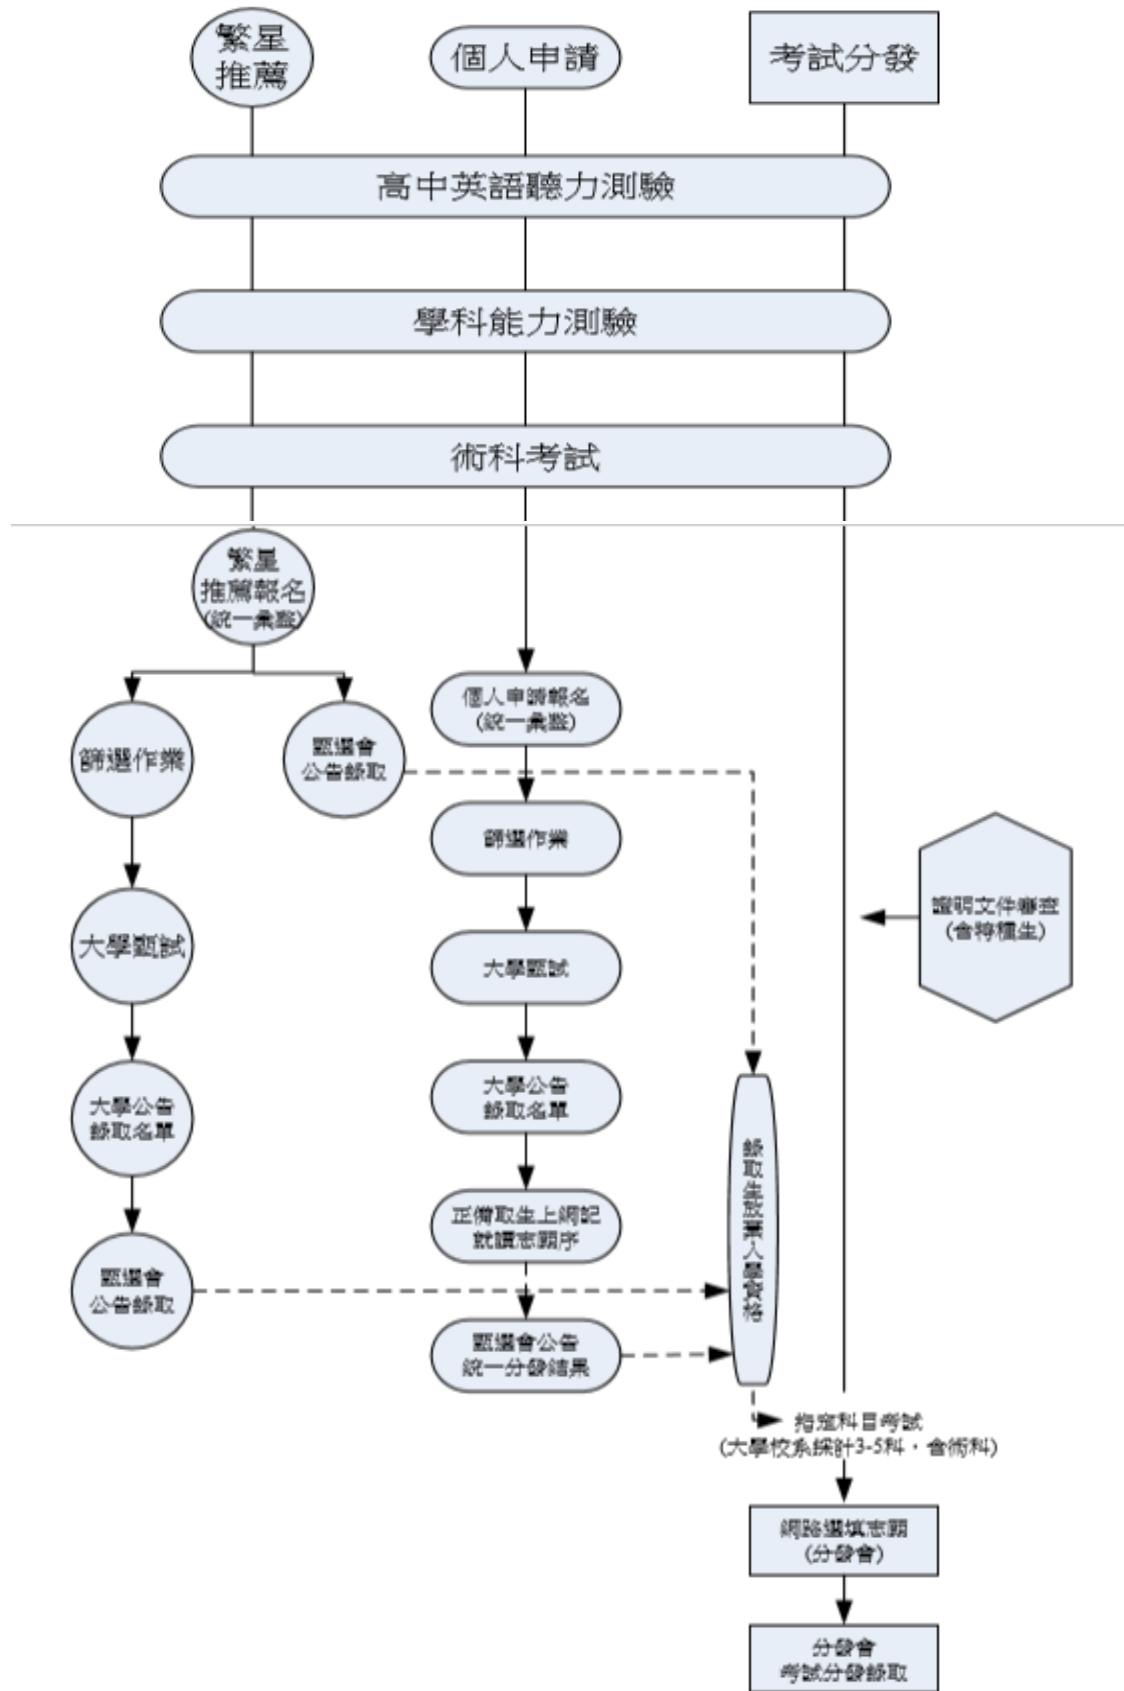 繁星
推薦
個人申請
考試分發
高中英語聽力測驗
學科能力測驗
術科考試
繁星
推薦報名
(統一彙整)
個人申請報名
(統一彙整)
篩選作業
甄選會
公告錄取
篩選作業
證明文件審查
(含特種生)
大學甄試
大學甄試
大學公告
錄取名單
大學公告
錄取名單
錄取生放棄入學資格
正備取生上網記
就讀志願序
甄選會
公告錄取
甄選會公告
統一分發結果
指定科目考試
(大學校系採計3-5科，含術科)
網路選填志願
(分發會)
分發會
考試分發錄取